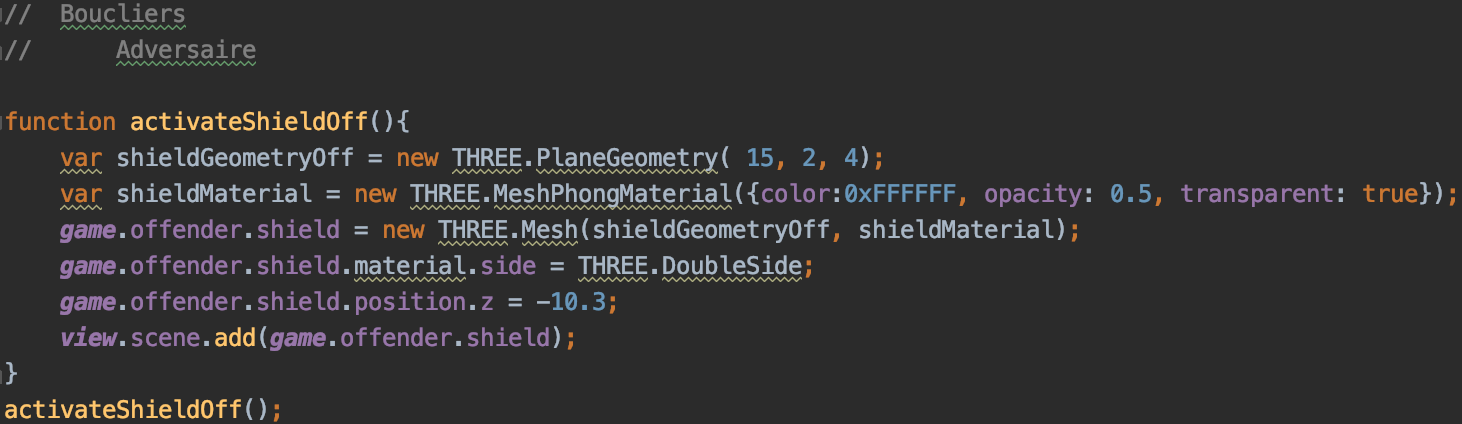 //  Boucliers
//      Adversaire
function activateShieldOff(){
    var shieldGeometryOff = new THREE.PlaneGeometry( 15, 2, 4);
    var shieldMaterial = new THREE.MeshPhongMaterial({color:0xFFFFFF, opacity: 0.5, transparent: true});
    game.offender.shield = new THREE.Mesh(shieldGeometryOff, shieldMaterial);
    game.offender.shield.material.side = THREE.DoubleSide;
    game.offender.shield.position.z = -10.3;
    view.scene.add(game.offender.shield);
}
activateShieldOff();